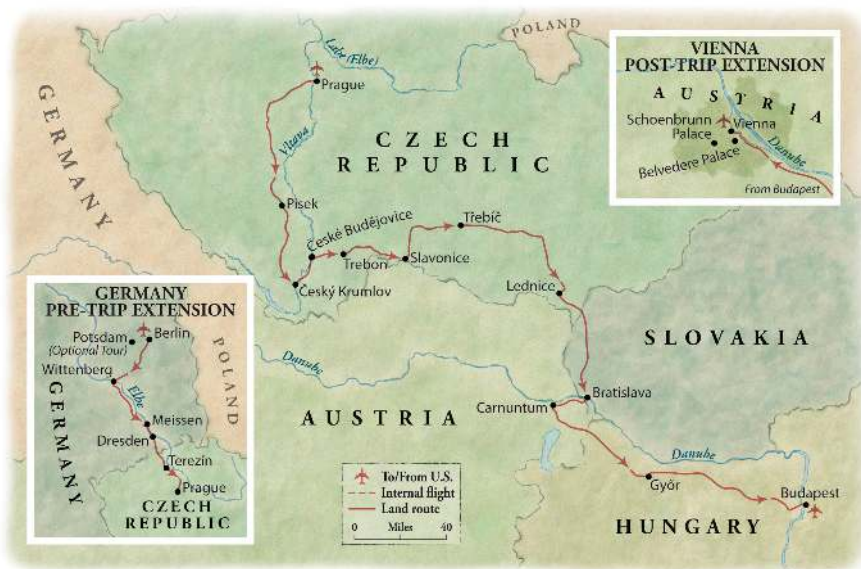 POLAND
Labe (Elbe)
Prague
GERMANY
Vltava
CZECH
REPUBLIC
Pisek
České Budějovice
Třebíč
Trebon
Slavonice
Český Krumlov
Lednice
SLOVAKIA
Danube
AUSTRIA
Bratislava
Carnuntum
Danube
Győr
Budapest
HUNGARY
VIENNA
POST-TRIP EXTENSION
AUSTRIA
Schoenbrunn
Palace
Vienna
Danube
Belvedere Palace
From Budapest
GERMANY
PRE-TRIP EXTENSION
Potsdam
(Optional Tour)
Berlin
POLAND
Wittenberg
Elbe
GERMANY
Meissen
Dresden
Terezín
Prague
CZECH
REPUBLIC
To/From U.S.
Internal flight
Land route
0 Miles 40